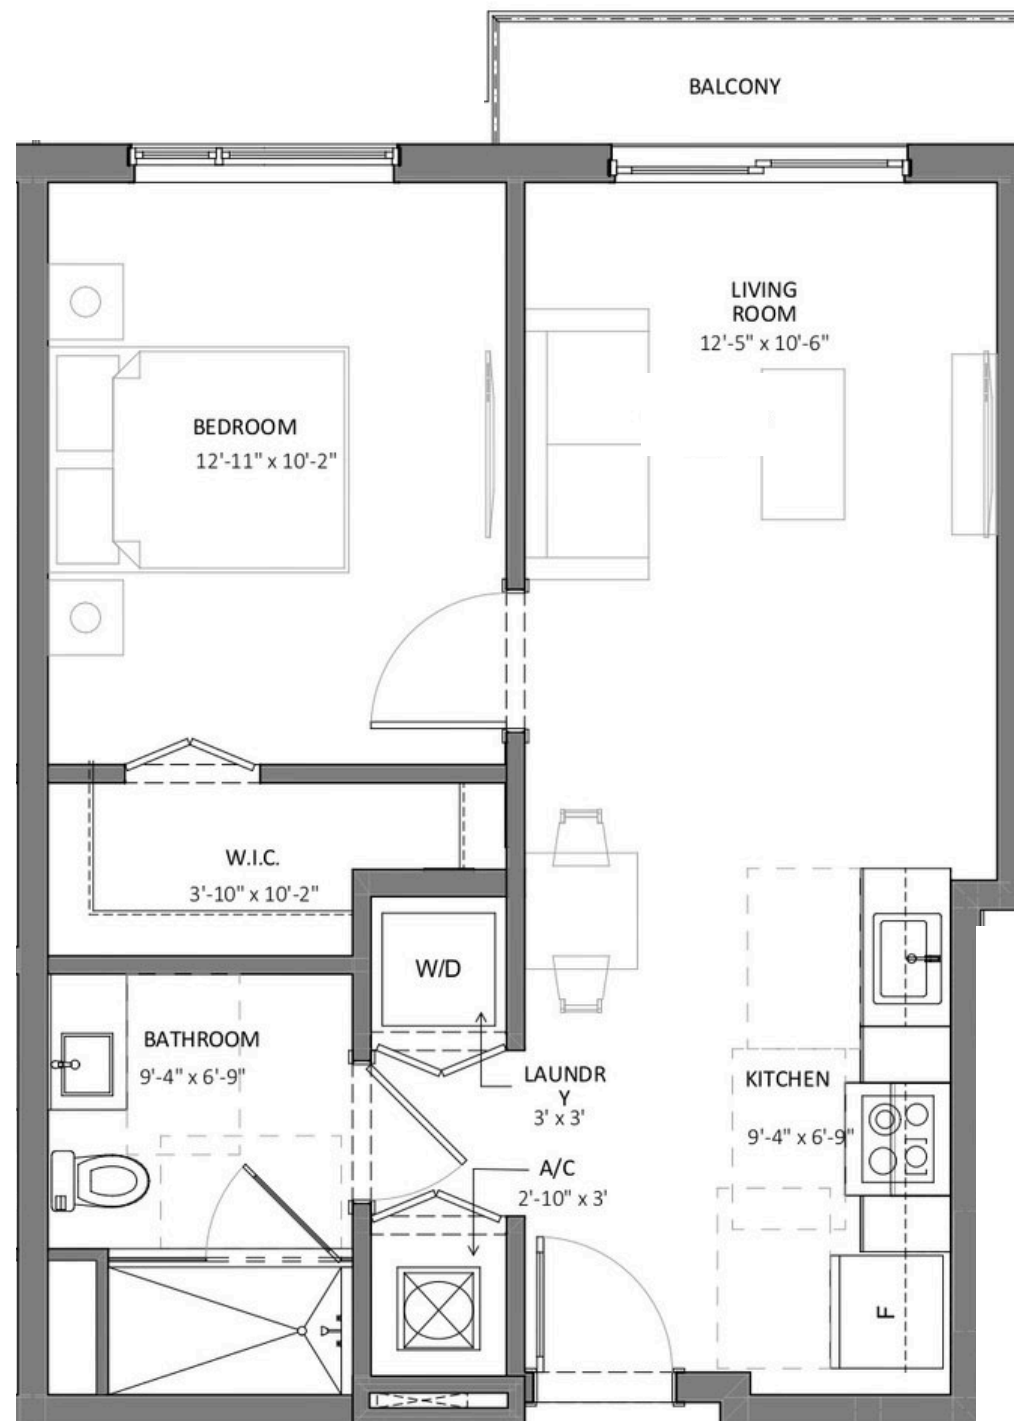 BALCONY
LIVING
ROOM
12'-5" x 10'-6"
BEDROOM
12'-11" x 10'-2"
W.I.C.
3'-10" x 10'-2"
W/D
BATHROOM
9'-4" x 6'-9"
LAUNDR
Y
3' x 3'
KITCHEN
9'-4" x 6'-9"
A/C
2'-10" x 3'
F